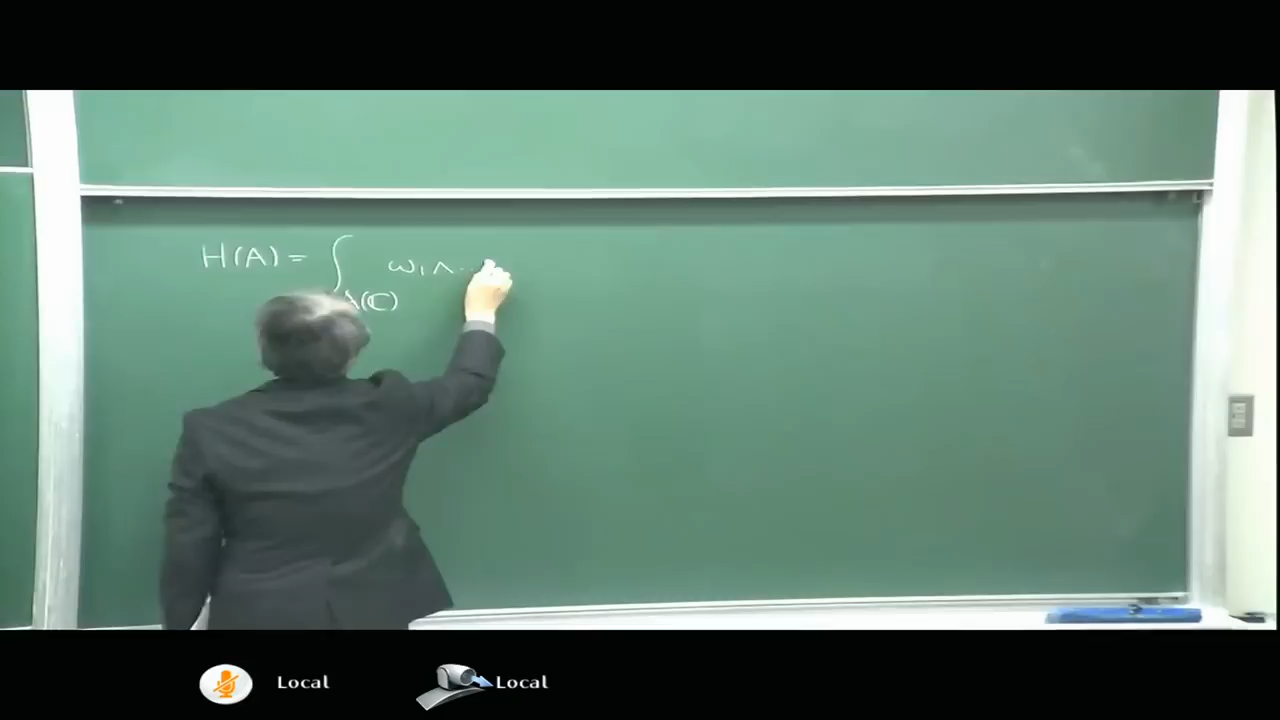 H(A) = ∫_{A(ℂ)} ω₁ ∧ ...
Local
Local